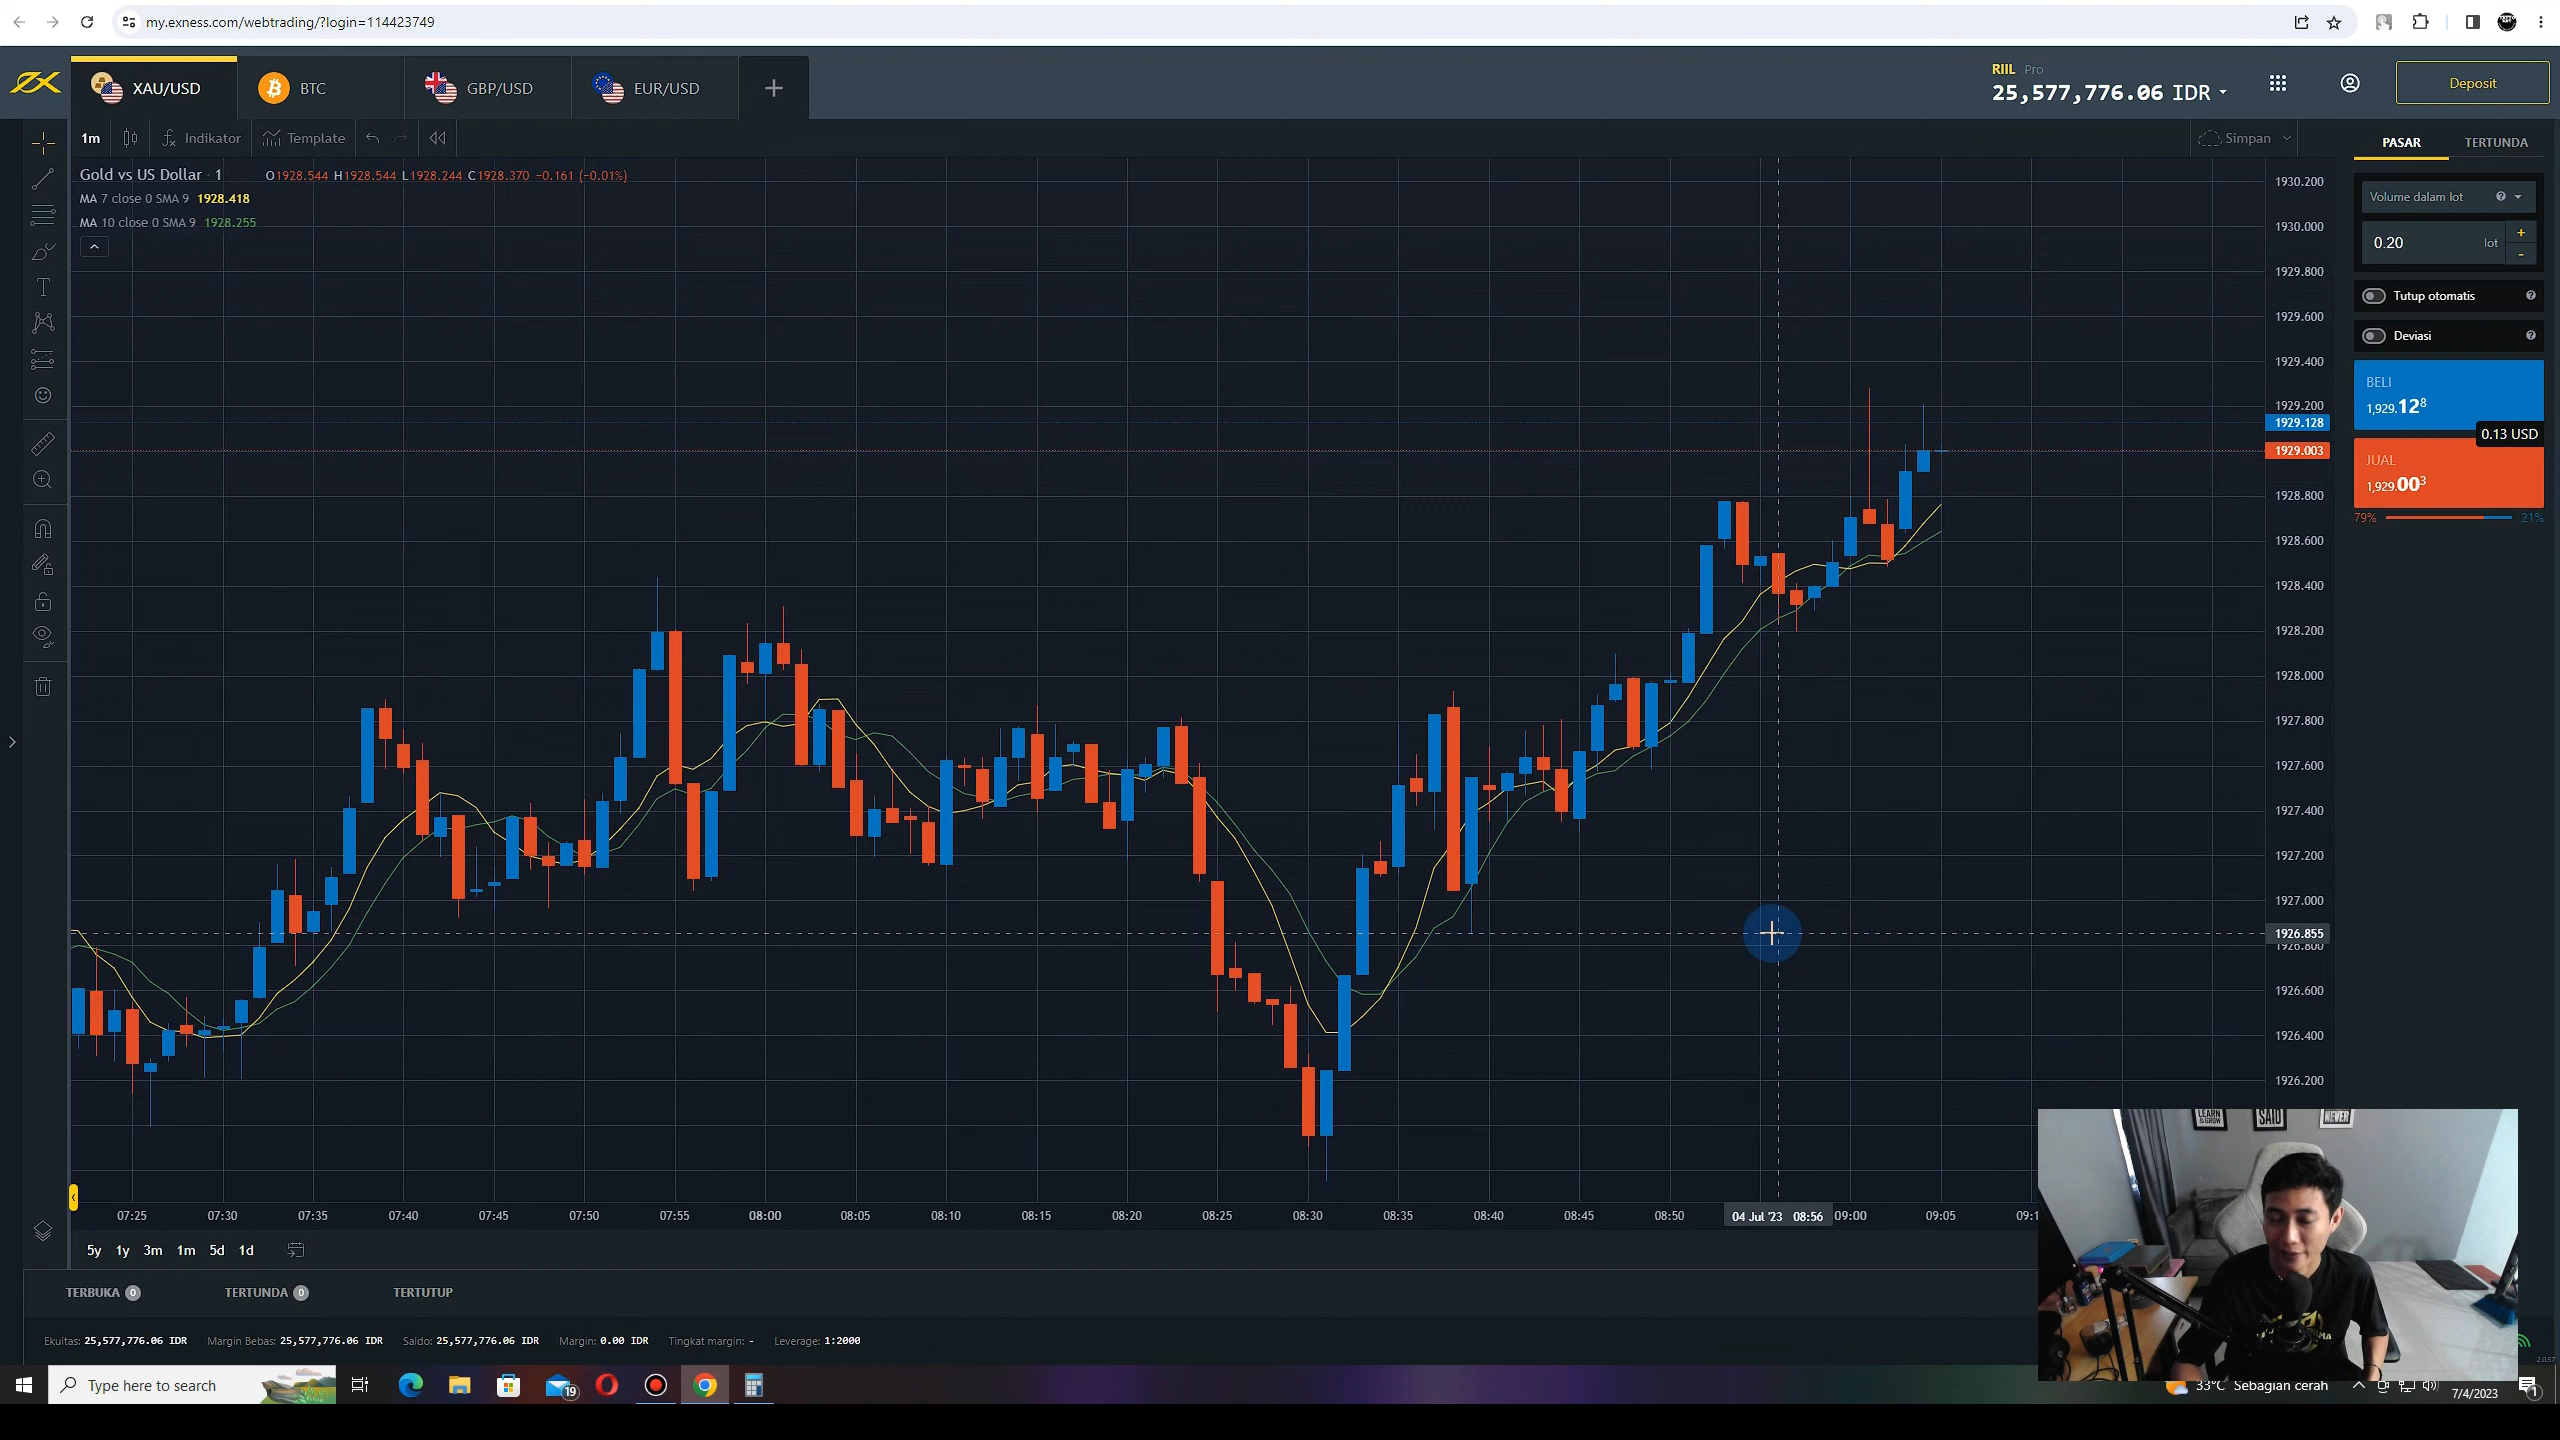 my.exness.com/webtrading/?login=114423749
XAU/USD
BTC
GBP/USD
EUR/USD
RIIL Pro
25,577,776.06 IDR
Deposit
1m
Indikator
Template
Simpan
PASAR
TERTUNDA
Gold vs US Dollar · 1 O1928.544 H1928.544 L1928.244 C1928.370 −0.161 (−0.01%)
MA 7 close 0 SMA 9 1928.418
MA 10 close 0 SMA 9 1928.255
Volume dalam lot
0.20 lot
+
-
Tutup otomatis
Deviasi
BELI
1,929.128
0.13 USD
JUAL
1,929.003
79% 21%
1930.200
1930.000
1929.800
1929.600
1929.400
1929.200
1929.128
1929.003
1928.800
1928.600
1928.400
1928.200
1928.000
1927.800
1927.600
1927.400
1927.200
1927.000
1926.855
1926.800
1926.600
1926.400
1926.200
07:25 07:30 07:35 07:40 07:45 07:50 07:55 08:00 08:05 08:10 08:15 08:20 08:25 08:30 08:35 08:40 08:45 08:50 04 Jul '23 08:56 09:00 09:05 09:1
5y 1y 3m 1m 5d 1d
LEARN & GROW
SAID
NEVER
TERBUKA 0 TERTUNDA 0 TERTUTUP
Ekuitas: 25,577,776.06 IDR Margin Bebas: 25,577,776.06 IDR Saldo: 25,577,776.06 IDR Margin: 0.00 IDR Tingkat margin: - Leverage: 1:2000
Type here to search
19
33°C Sebagian cerah
7/4/2023
1